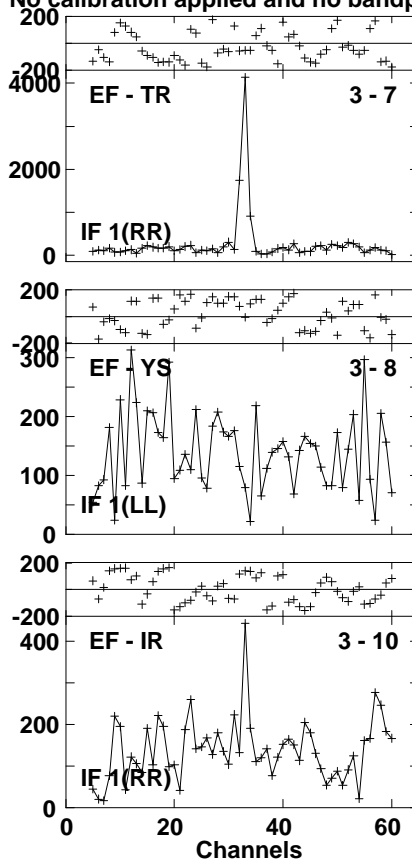 No calibration applied and no bandp
200
-200
4000
EF - TR
3 - 7
2000
IF 1(RR)
0
200
-200
300
EF - YS
3 - 8
200
100
IF 1(LL)
0
200
-200
400
EF - IR
3 - 10
200
IF 1(RR)
0
0 20 40 60
Channels